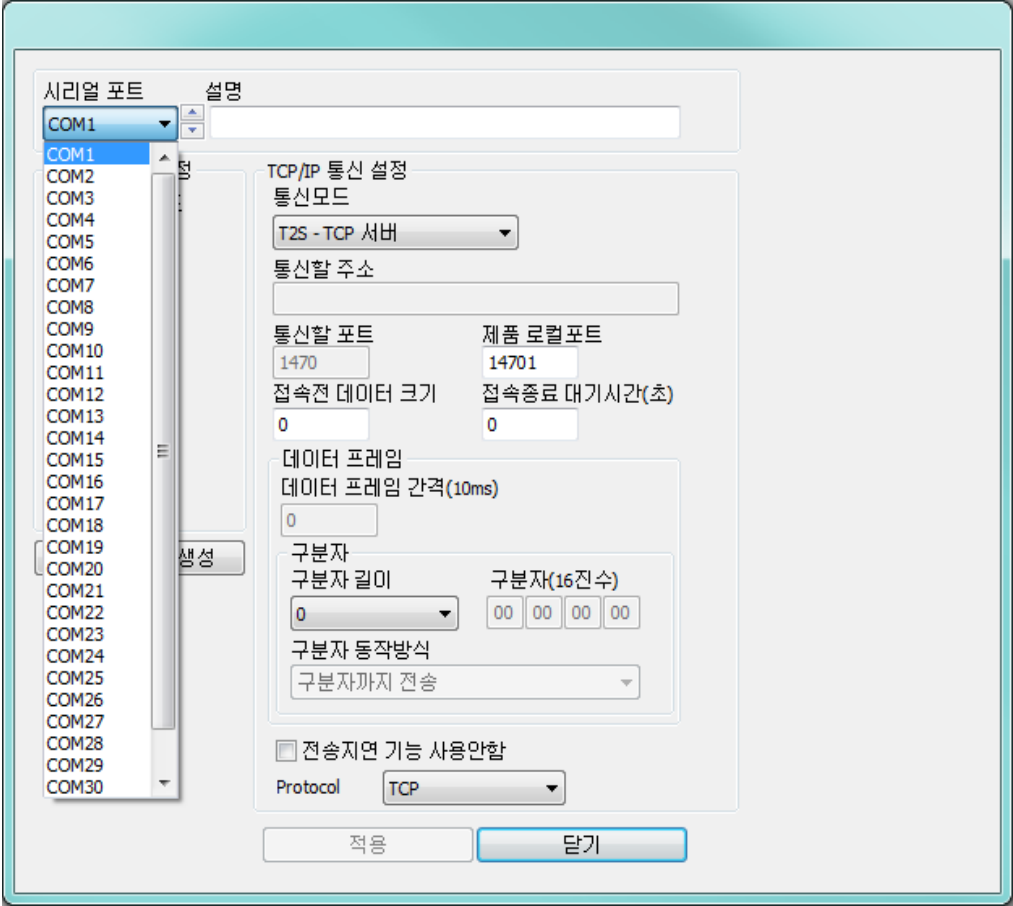 시리얼 포트 설명
COM1
COM1
COM2
COM3
COM4
COM5
COM6
COM7
COM8
COM9
COM10
COM11
COM12
COM13
COM14
COM15
COM16
COM17
COM18
COM19
COM20
COM21
COM22
COM23
COM24
COM25
COM26
COM27
COM28
COM29
COM30
정
생성
TCP/IP 통신 설정
통신모드
T2S - TCP 서버
통신할 주소
통신할 포트 제품 로컬포트
1470 14701
접속전 데이터 크기 접속종료 대기시간(초)
0 0
데이터 프레임
데이터 프레임 간격(10ms)
0
구분자
구분자 길이 구분자(16진수)
0 00 00 00 00
구분자 동작방식
구분자까지 전송
전송지연 기능 사용안함
Protocol TCP
적용 닫기